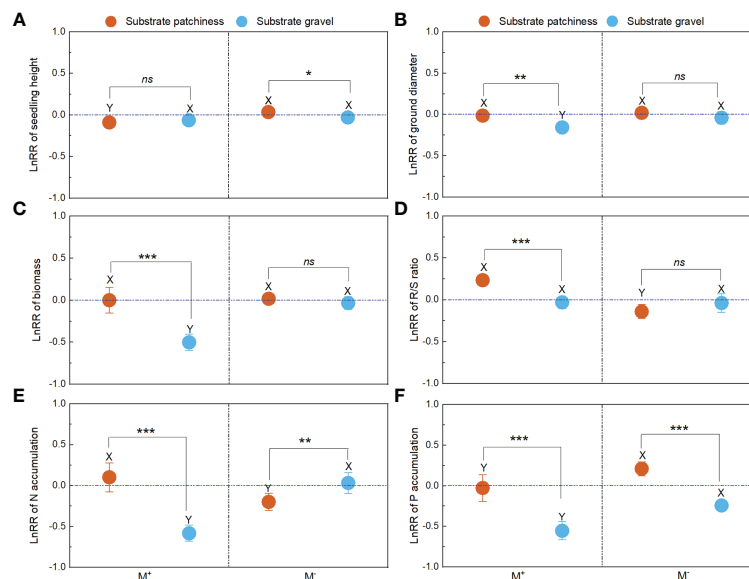 A
Substrate patchiness Substrate gravel
B
Substrate patchiness Substrate gravel
LnRR of seedling height
1.0
0.5
0.0
-0.5
-1.0
ns
Y X
*
X X
LnRR of ground diameter
1.0
0.5
0.0
-0.5
-1.0
**
X Y
ns
X X
C
LnRR of biomass
1.0
0.5
0.0
-0.5
-1.0
***
X Y
ns
X X
D
LnRR of R/S ratio
1.0
0.5
0.0
-0.5
-1.0
***
X X
ns
Y X
E
LnRR of N accumulation
1.0
0.5
0.0
-0.5
-1.0
***
X Y
**
Y X
M⁺ M⁻
F
LnRR of P accumulation
1.0
0.5
0.0
-0.5
-1.0
***
Y Y
***
X X
M⁺ M⁻